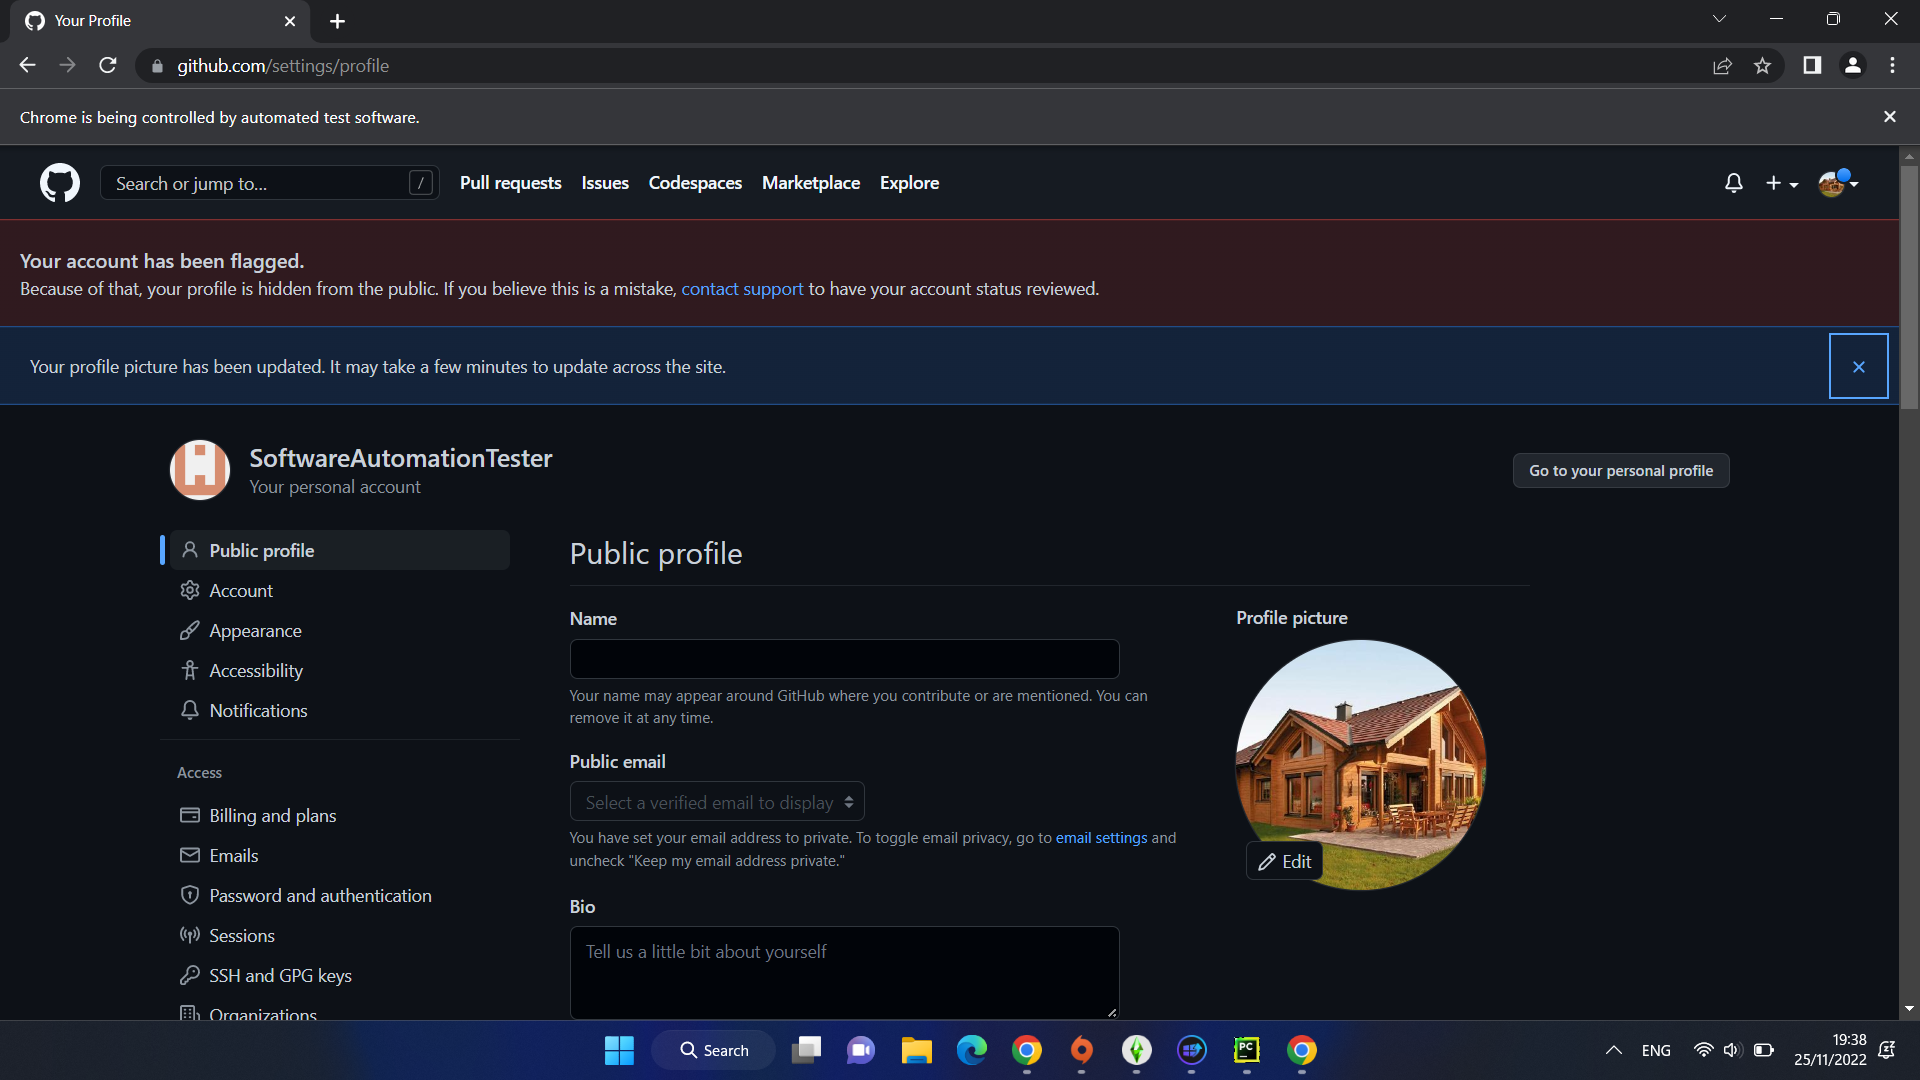 Your Profile
github.com/settings/profile
Chrome is being controlled by automated test software.
Search or jump to...
/
Pull requests
Issues
Codespaces
Marketplace
Explore
Your account has been flagged.
Because of that, your profile is hidden from the public. If you believe this is a mistake, contact support to have your account status reviewed.
Your profile picture has been updated. It may take a few minutes to update across the site.
SoftwareAutomationTester
Your personal account
Go to your personal profile
Public profile
Account
Appearance
Accessibility
Notifications
Access
Billing and plans
Emails
Password and authentication
Sessions
SSH and GPG keys
Organizations
Public profile
Name
Your name may appear around GitHub where you contribute or are mentioned. You can
remove it at any time.
Public email
Select a verified email to display
You have set your email address to private. To toggle email privacy, go to email settings and
uncheck "Keep my email address private."
Bio
Tell us a little bit about yourself
Profile picture
Edit
Search
PC
ENG
19:38
25/11/2022